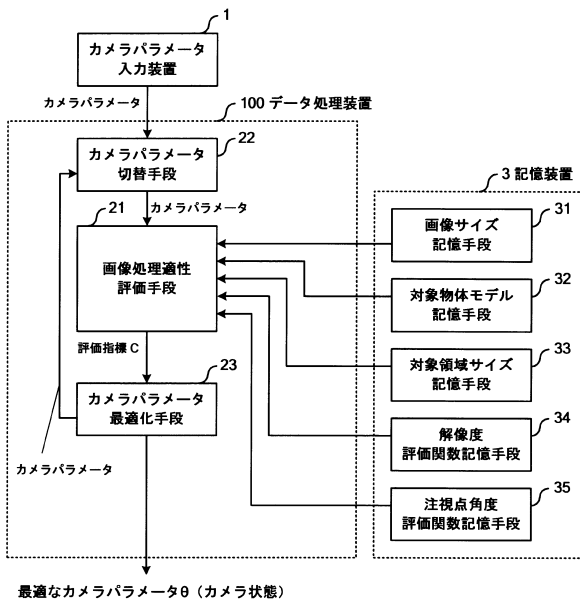 1
カメラパラメータ
入力装置
カメラパラメータ
100 データ処理装置
22
カメラパラメータ
切替手段
21
カメラパラメータ
3 記憶装置
画像処理適性
評価手段
31
画像サイズ
記憶手段
32
対象物体モデル
記憶手段
評価指標 C
33
対象領域サイズ
記憶手段
23
カメラパラメータ
最適化手段
34
解像度
評価関数記憶手段
カメラパラメータ
35
注視点角度
評価関数記憶手段
最適なカメラパラメータθ（カメラ状態）